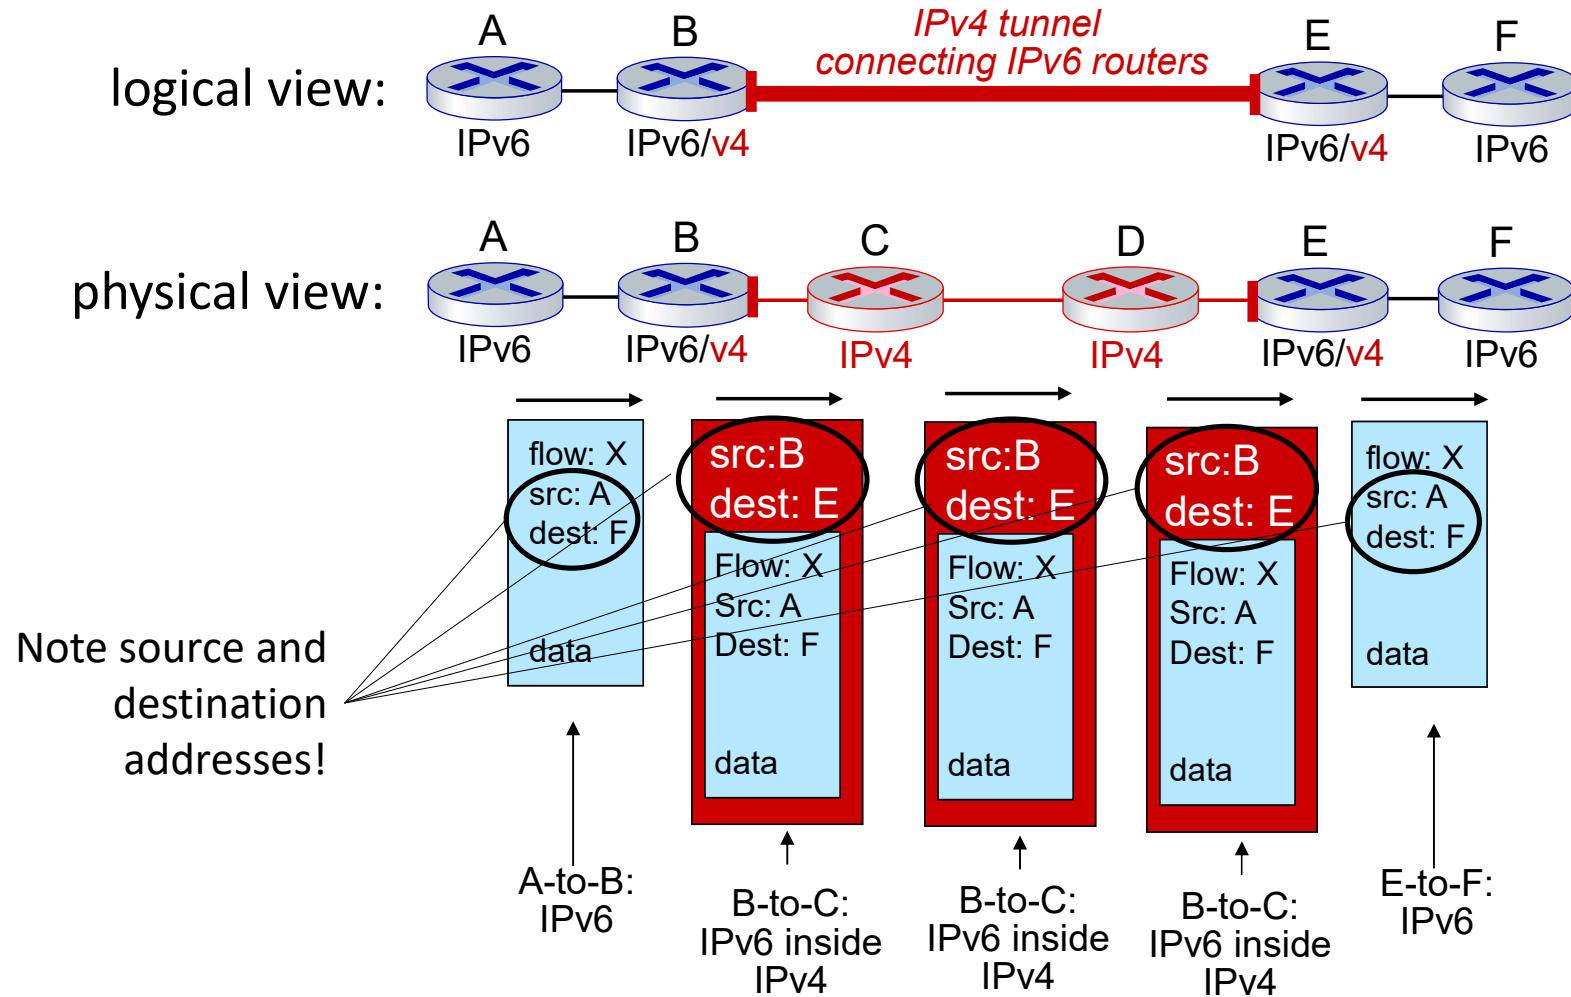 A
B
IPv4 tunnel
connecting IPv6 routers
E
F
logical view:
IPv6
IPv6/v4
IPv6/v4
IPv6
A
B
C
D
E
F
physical view:
IPv6
IPv6/v4
IPv4
IPv4
IPv6/v4
IPv6
flow: X
src: A
dest: F
data
src:B
dest: E
Flow: X
Src: A
Dest: F
data
src:B
dest: E
Flow: X
Src: A
Dest: F
data
src:B
dest: E
Flow: X
Src: A
Dest: F
data
flow: X
src: A
dest: F
data
Note source and
destination
addresses!
A-to-B:
IPv6
B-to-C:
IPv6 inside
IPv4
B-to-C:
IPv6 inside
IPv4
B-to-C:
IPv6 inside
IPv4
E-to-F:
IPv6